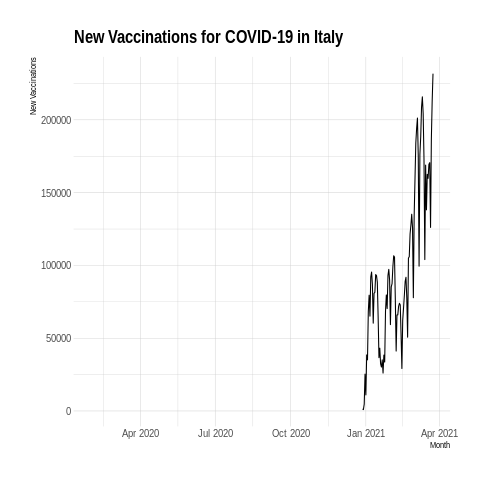 New Vaccinations for COVID-19 in Italy
New Vaccinations
200000
150000
100000
50000
0
Apr 2020 Jul 2020 Oct 2020 Jan 2021 Apr 2021
Month